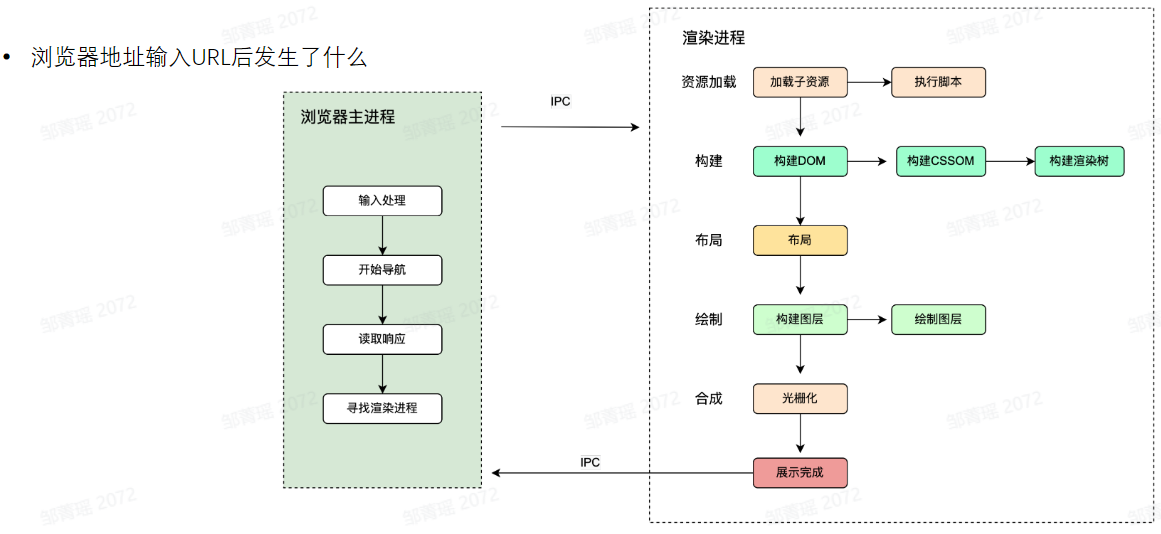 • 浏览器地址输入URL后发生了什么
浏览器主进程
输入处理
开始导航
读取响应
寻找渲染进程
IPC
渲染进程
资源加载
加载子资源
执行脚本
构建
构建DOM
构建CSSOM
构建渲染树
布局
布局
绘制
构建图层
绘制图层
合成
光栅化
展示完成
IPC
邹菁瑶 2072